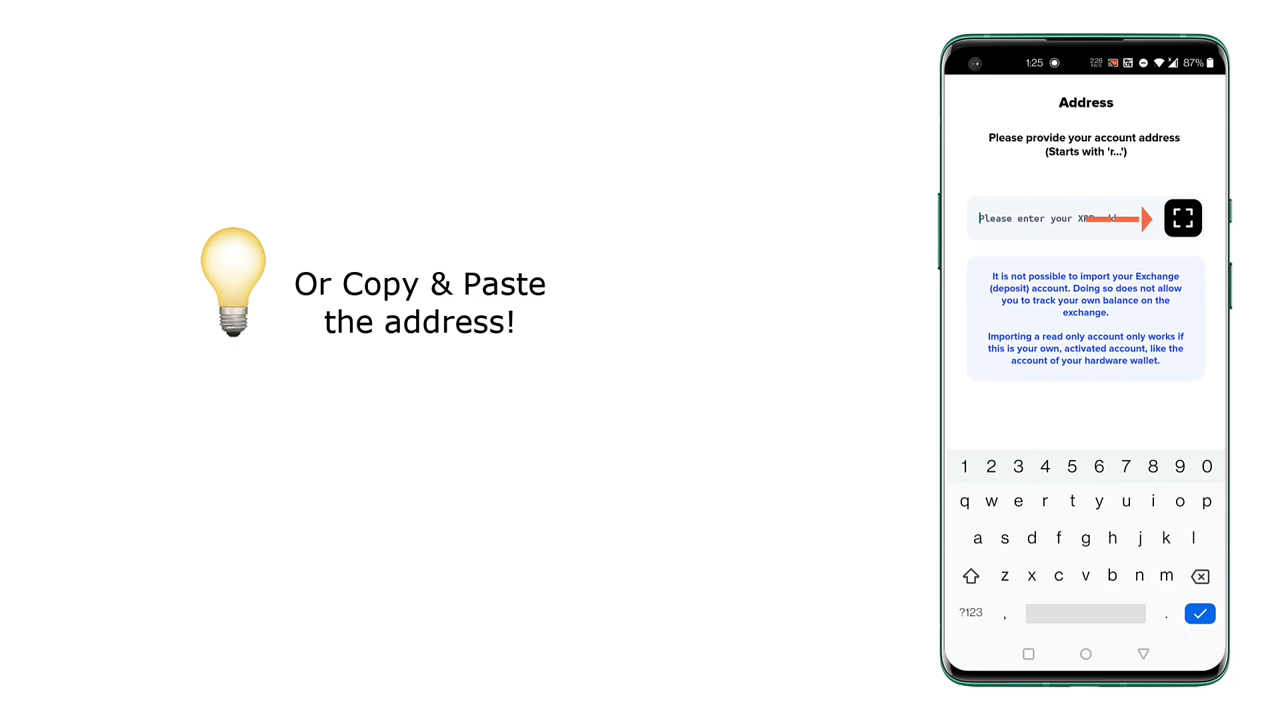 Or Copy & Paste
the address!
1:25
2.28
KB/S
87%
Address
Please provide your account address
(Starts with 'r...')
Please enter your
It is not possible to import your Exchange
(deposit) account. Doing so does not allow
you to track your own balance on the
exchange.
Importing a read only account only works if
this is your own, activated account, like the
account of your hardware wallet.
1 2 3 4 5 6 7 8 9 0
q w e r t y u i o p
a s d f g h j k l
z x c v b n m
?123 , .